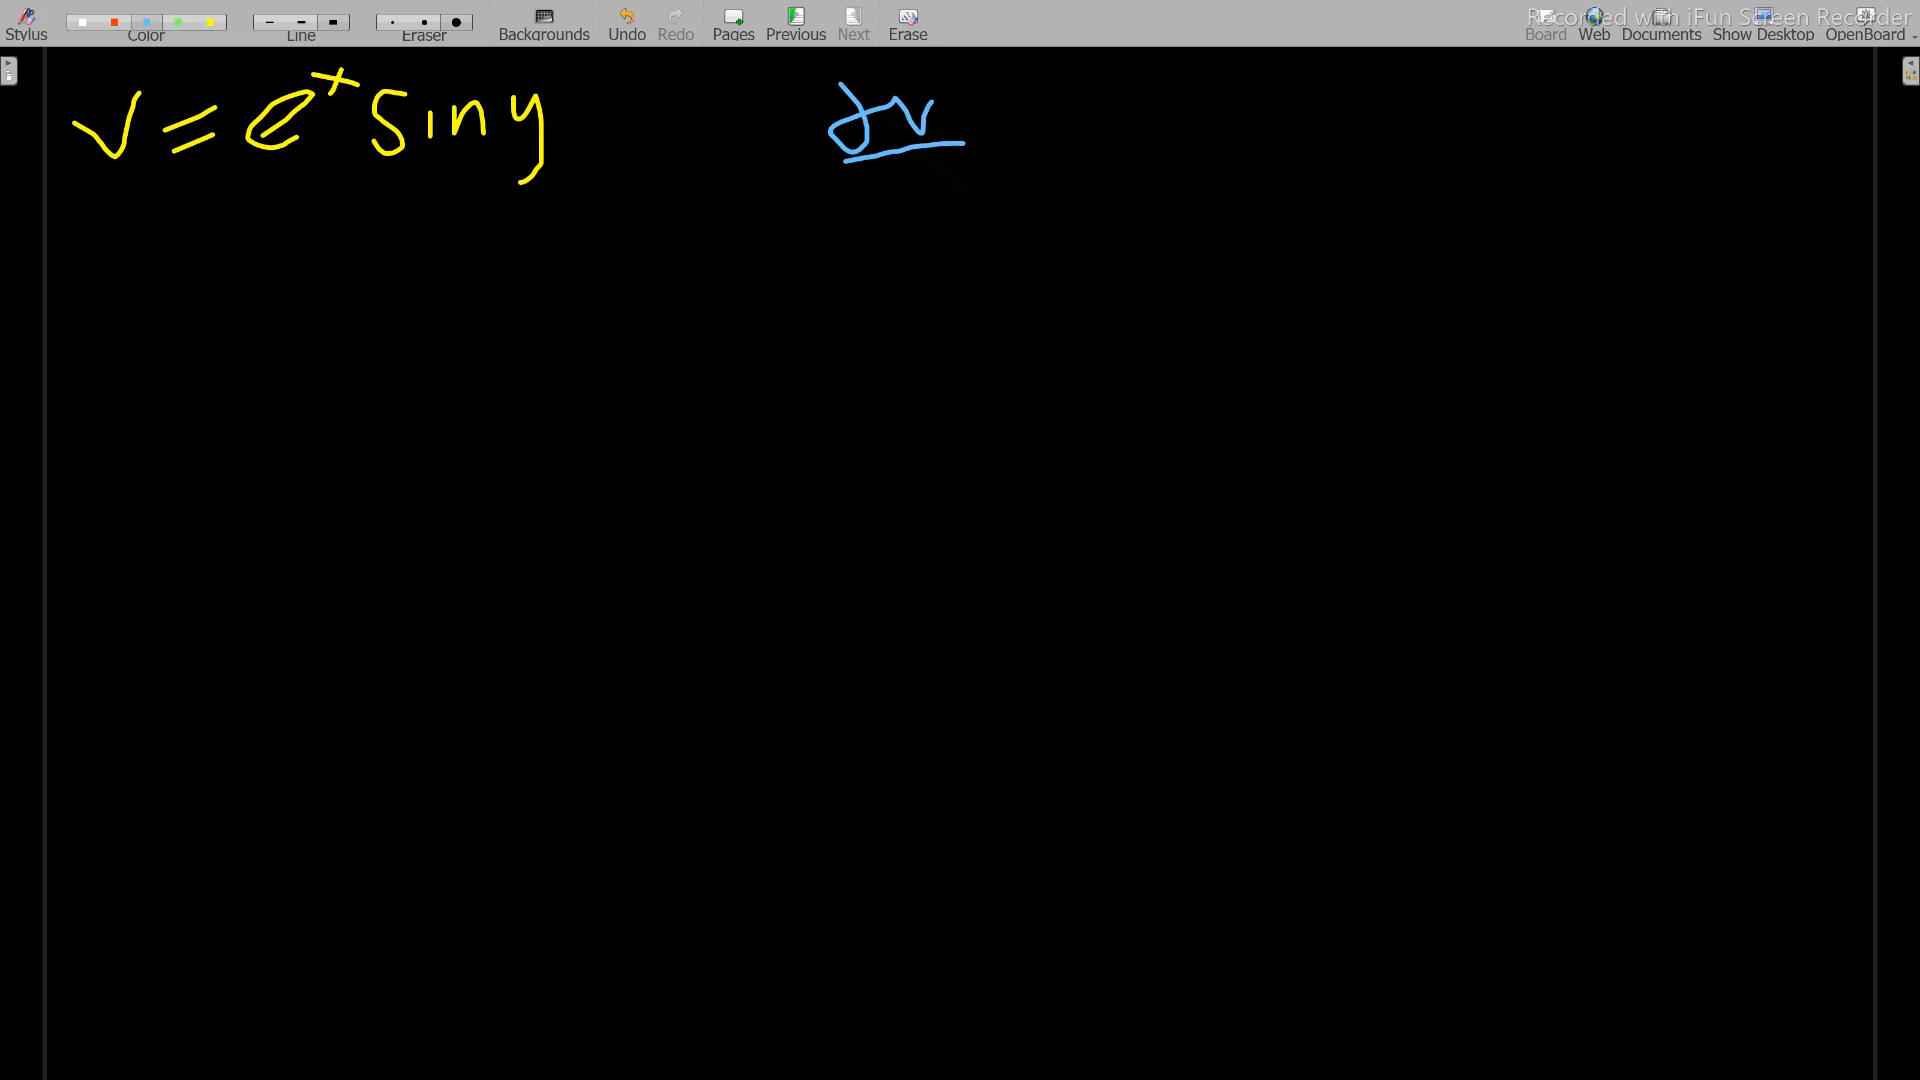 Recorded with iFun Screen Recorder
Stylus Color Line Eraser Backgrounds Undo Redo Pages Previous Next Erase Board Web Documents Show Desktop OpenBoard
v = e^x sin y
∂v